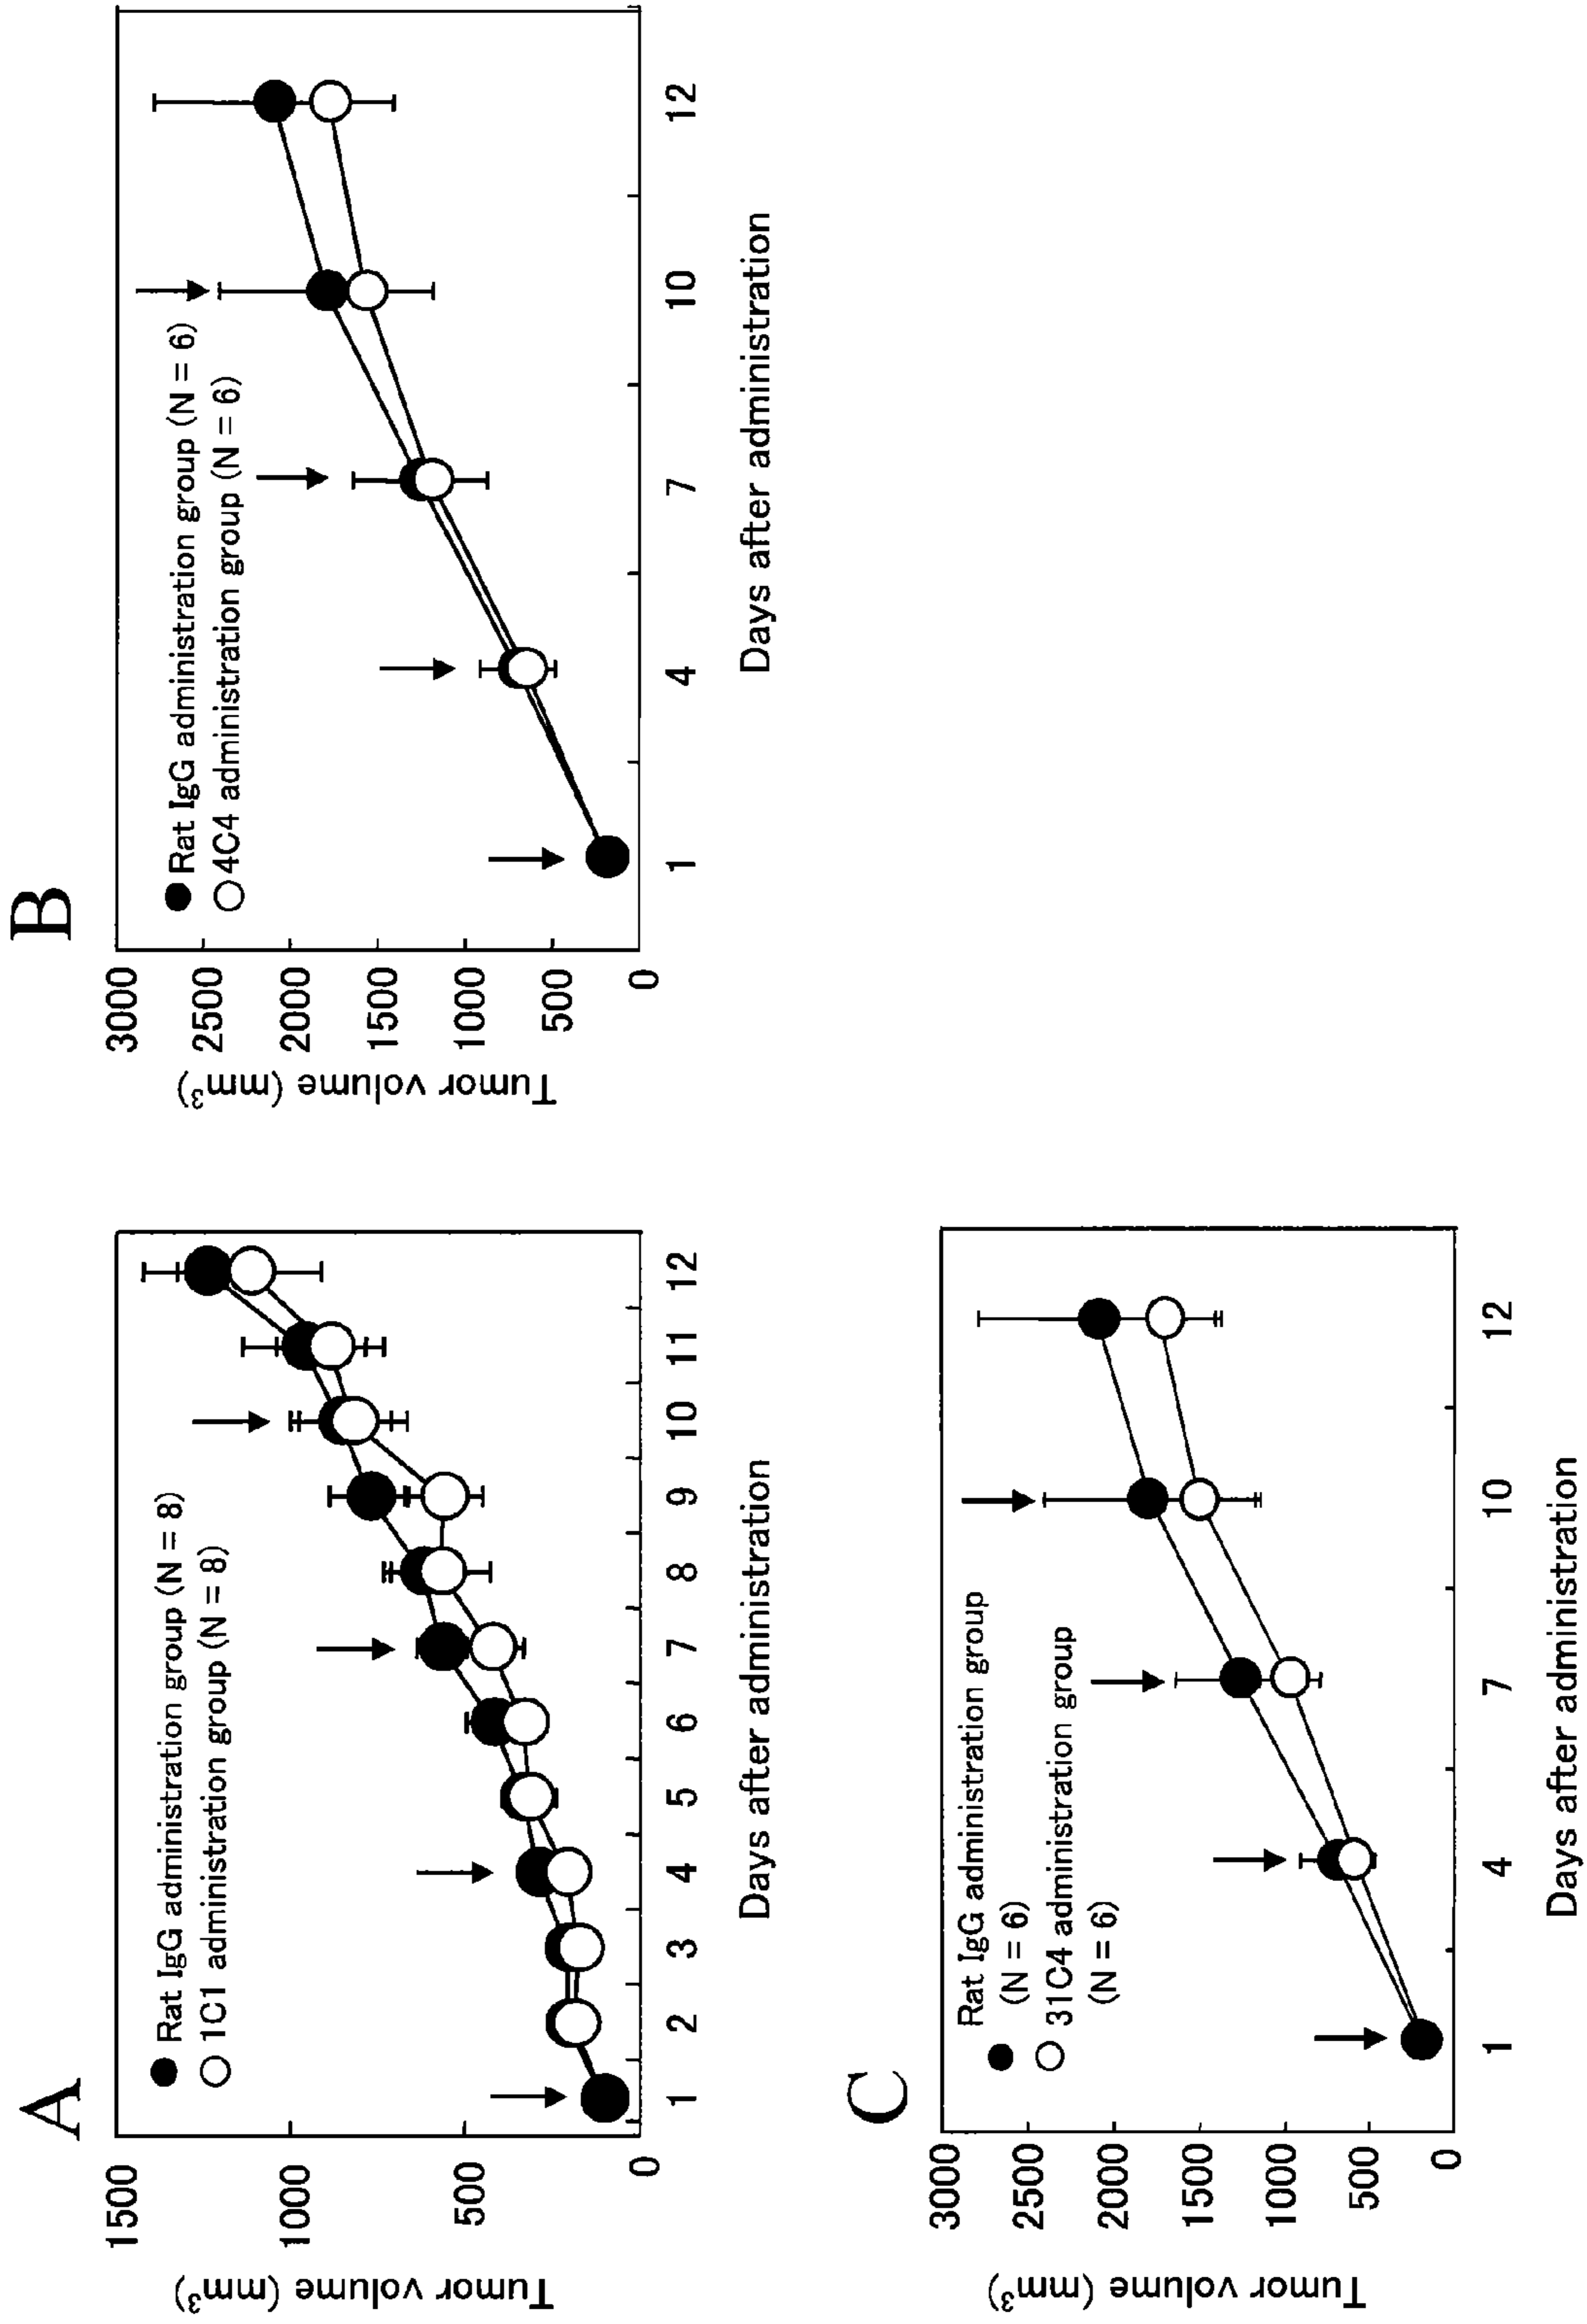 A
Tumor volume (mm³)
1500
1000
500
0
● Rat IgG administration group (N = 8)
○ 1C1 administration group (N = 8)
1 2 3 4 5 6 7 8 9 10 11 12
Days after administration
B
Tumor volume (mm³)
3000
2500
2000
1500
1000
500
0
● Rat IgG administration group (N = 6)
○ 4C4 administration group (N = 6)
1 4 7 10 12
Days after administration
C
Tumor volume (mm³)
3000
2500
2000
1500
1000
500
0
Rat IgG administration group
● (N = 6)
○ 31C4 administration group
(N = 6)
1 4 7 10 12
Days after administration